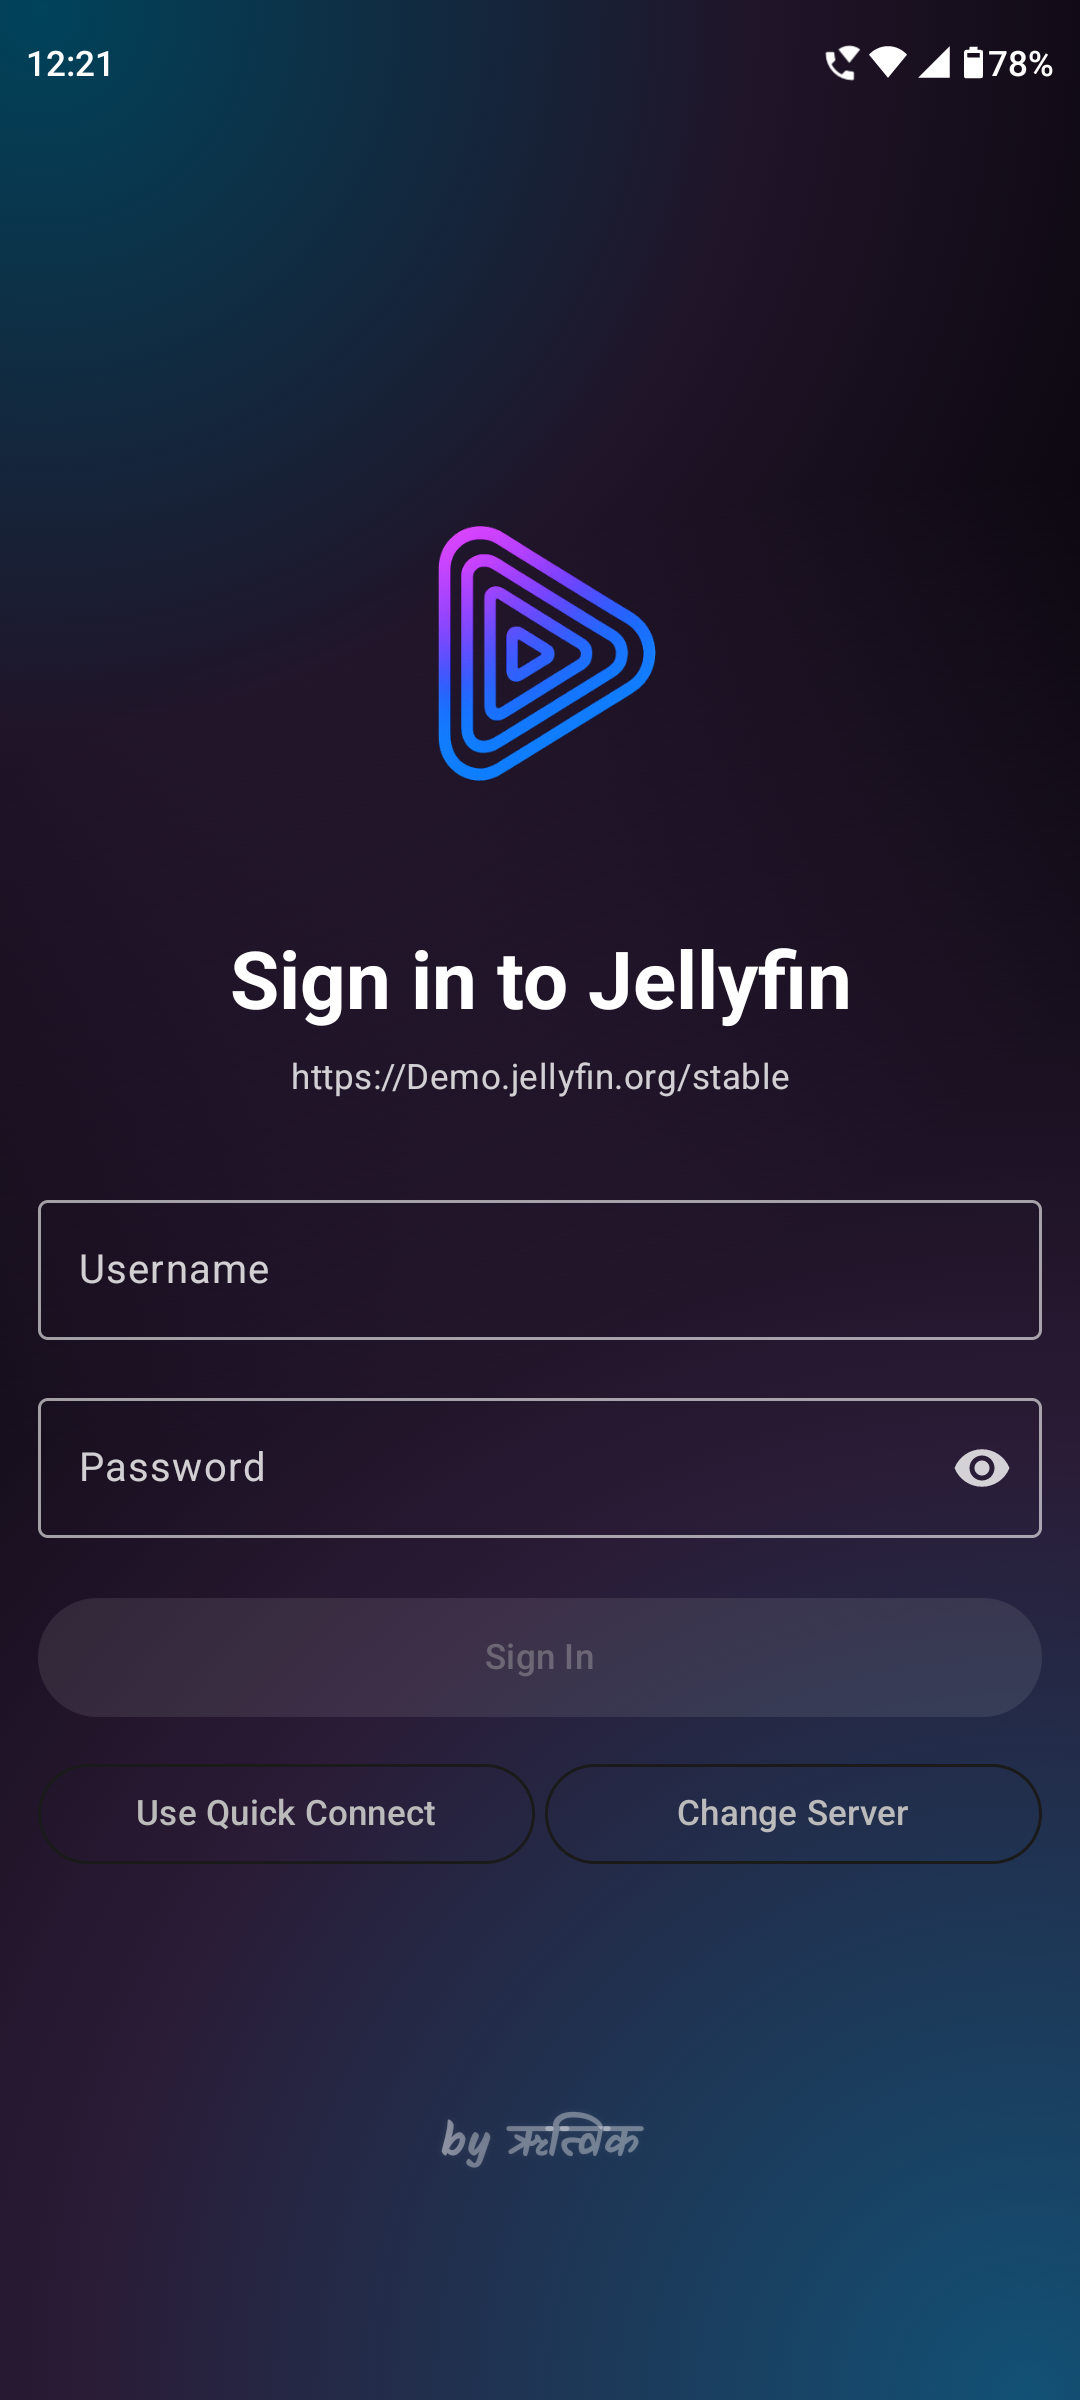 12:21
78%
Sign in to Jellyfin
https://Demo.jellyfin.org/stable
Username
Password
Sign In
Use Quick Connect
Change Server
by ऋत्विक